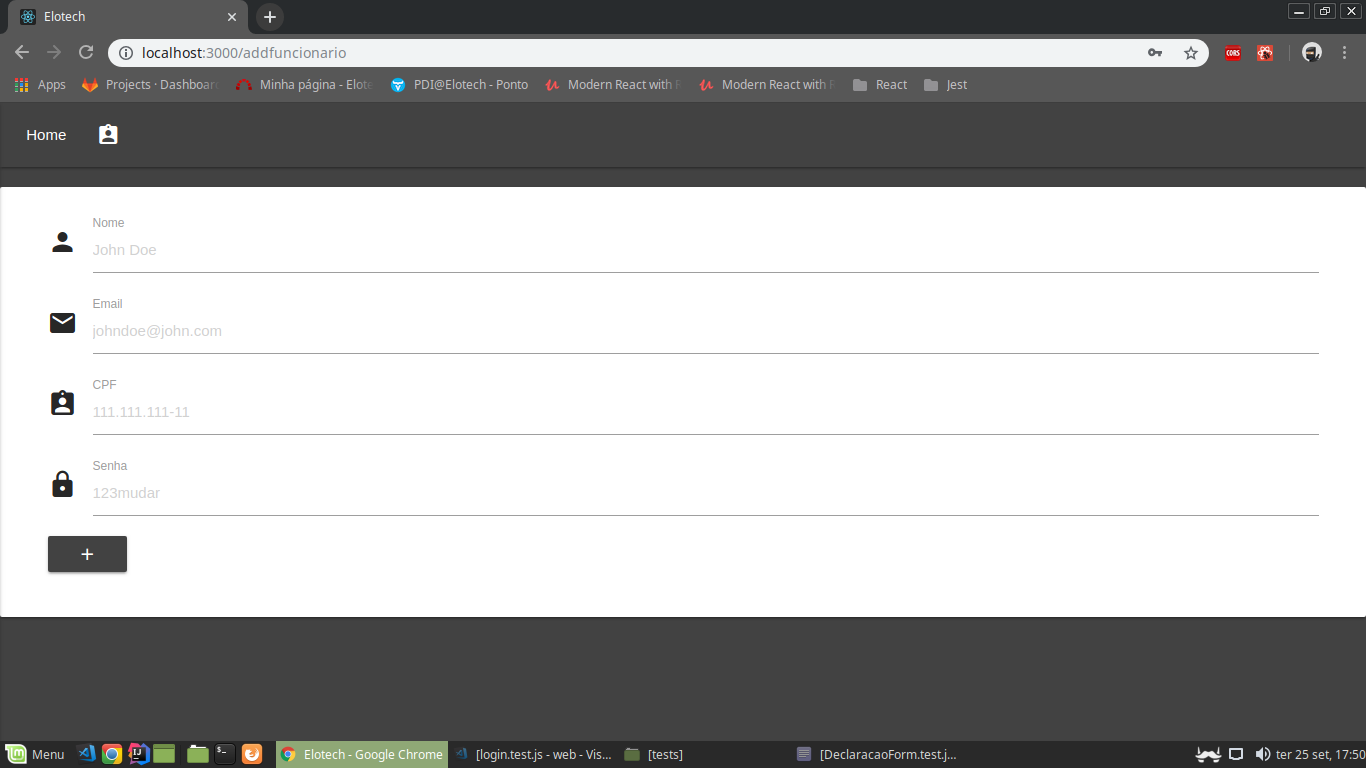 Elotech
localhost:3000/addfuncionario
CORS
Apps Projects · Dashboard Minha página - Elote PDI@Elotech - Ponto Modern React with R Modern React with R React Jest
Home
Nome
John Doe
Email
johndoe@john.com
CPF
111.111.111-11
Senha
123mudar
+
Menu Elotech - Google Chrome [login.test.js - web - Vis... [tests] [DeclaracaoForm.test.j... ter 25 set, 17:50